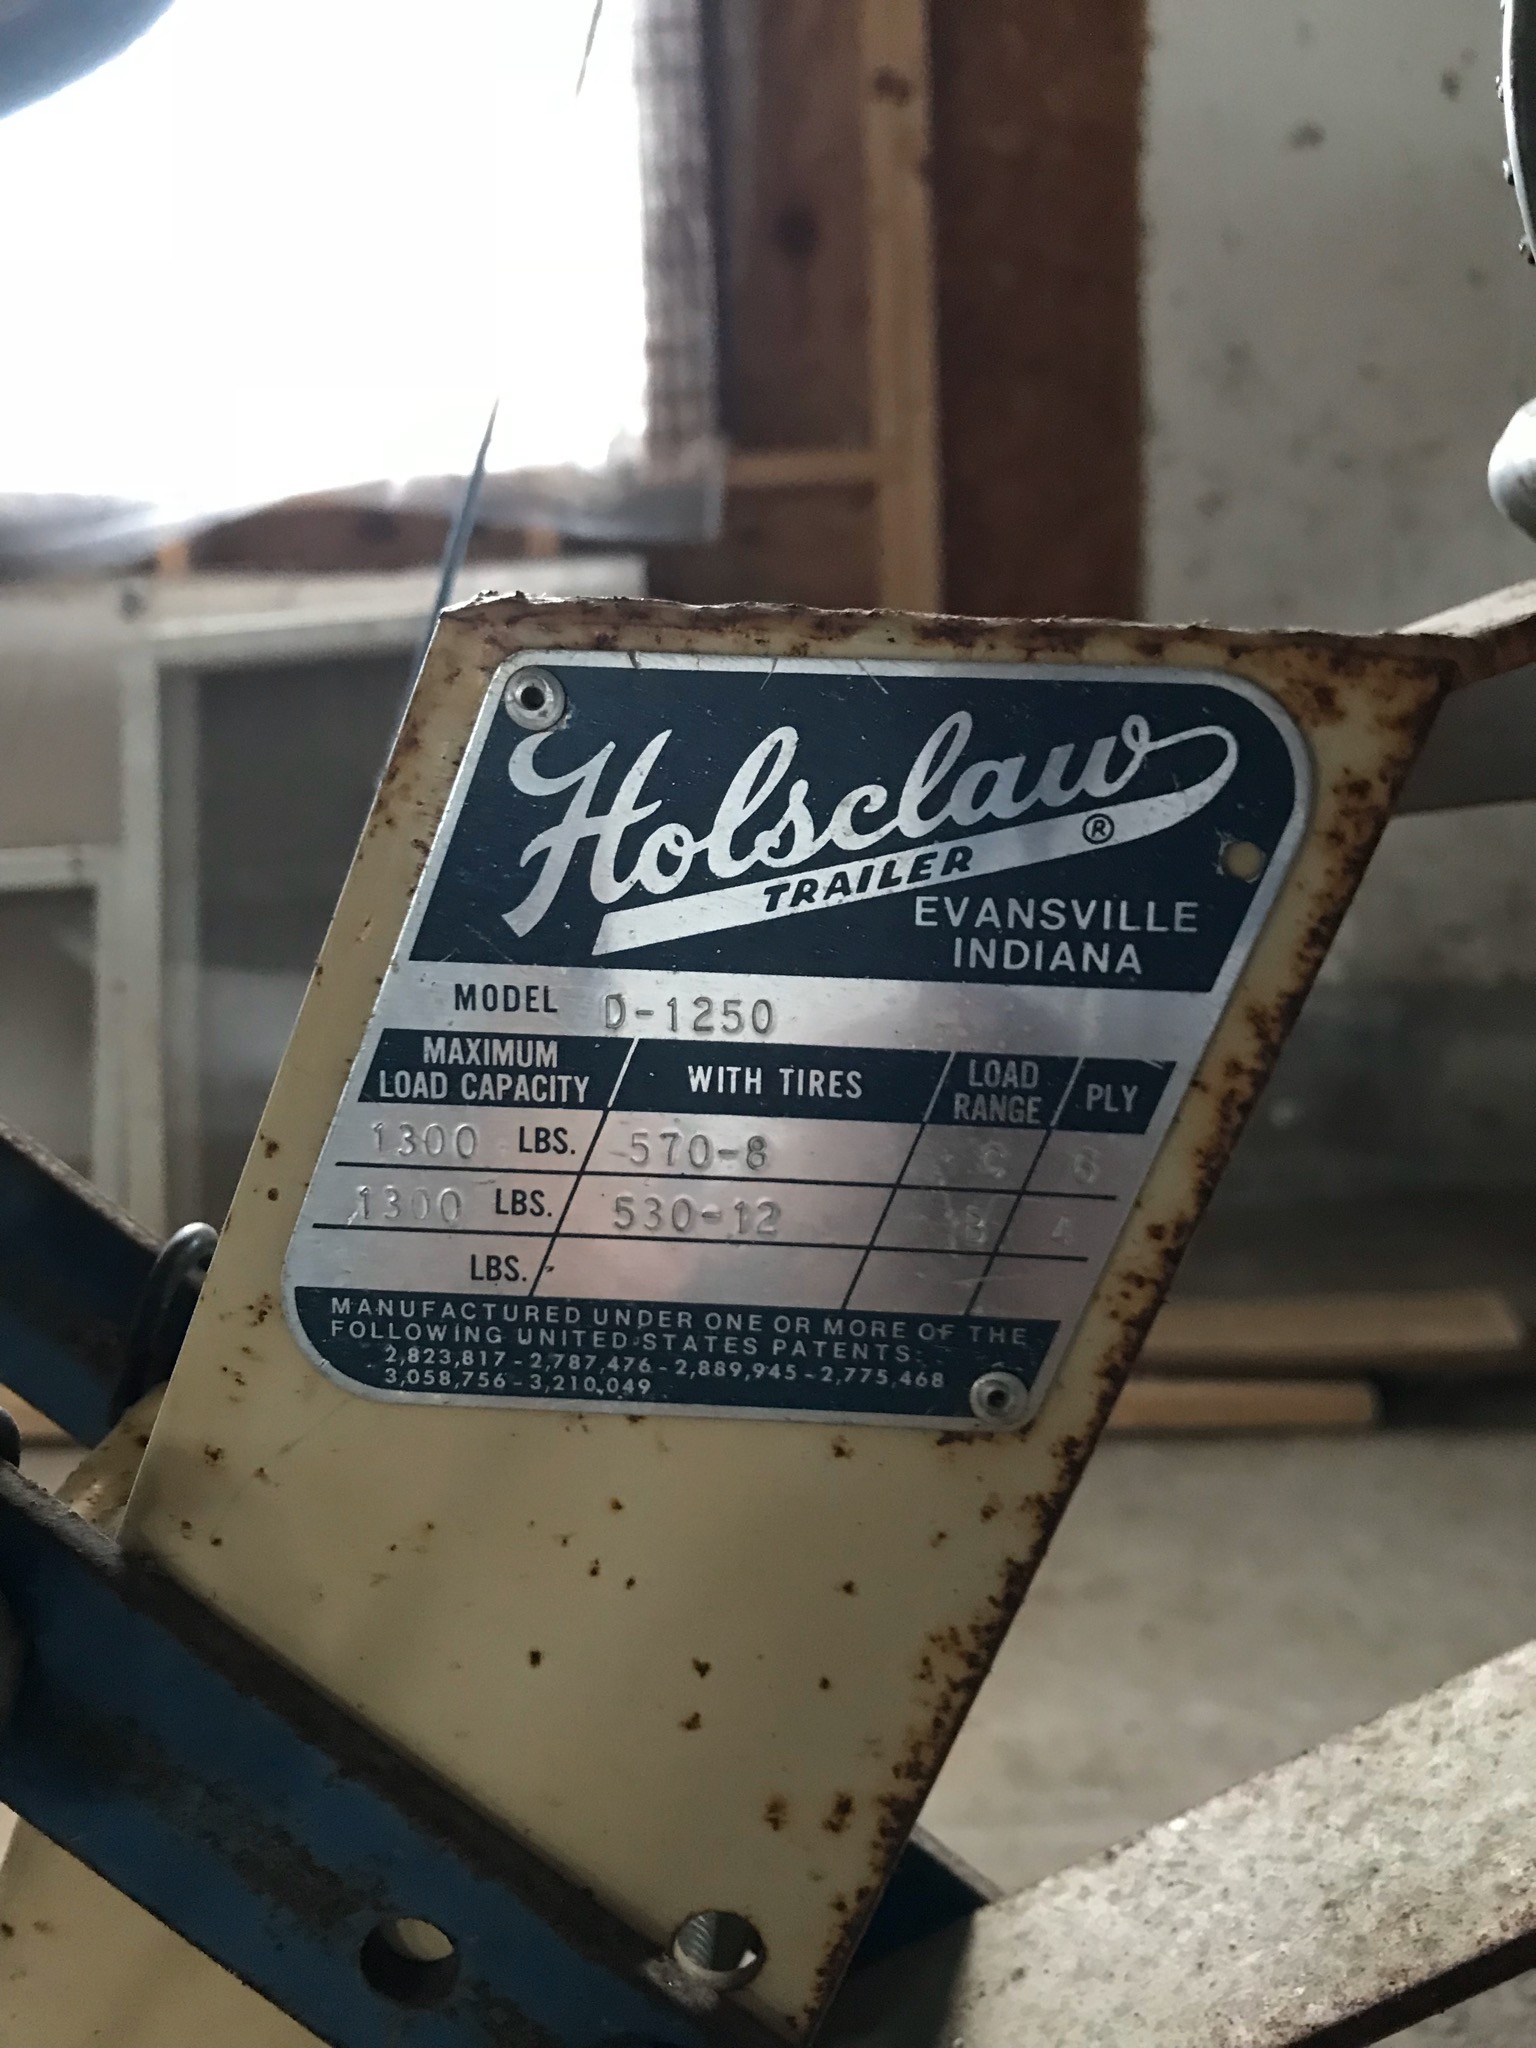 Holsclaw
TRAILER ®
EVANSVILLE
INDIANA
MODEL D-1250
MAXIMUM LOAD CAPACITY WITH TIRES LOAD RANGE PLY
1300 LBS. 570-8 C 6
1300 LBS. 530-12 B 4
LBS.
MANUFACTURED UNDER ONE OR MORE OF THE
FOLLOWING UNITED STATES PATENTS:
2,823,817 - 2,787,476 - 2,889,945 - 2,775,468
3,058,756 - 3,210,049